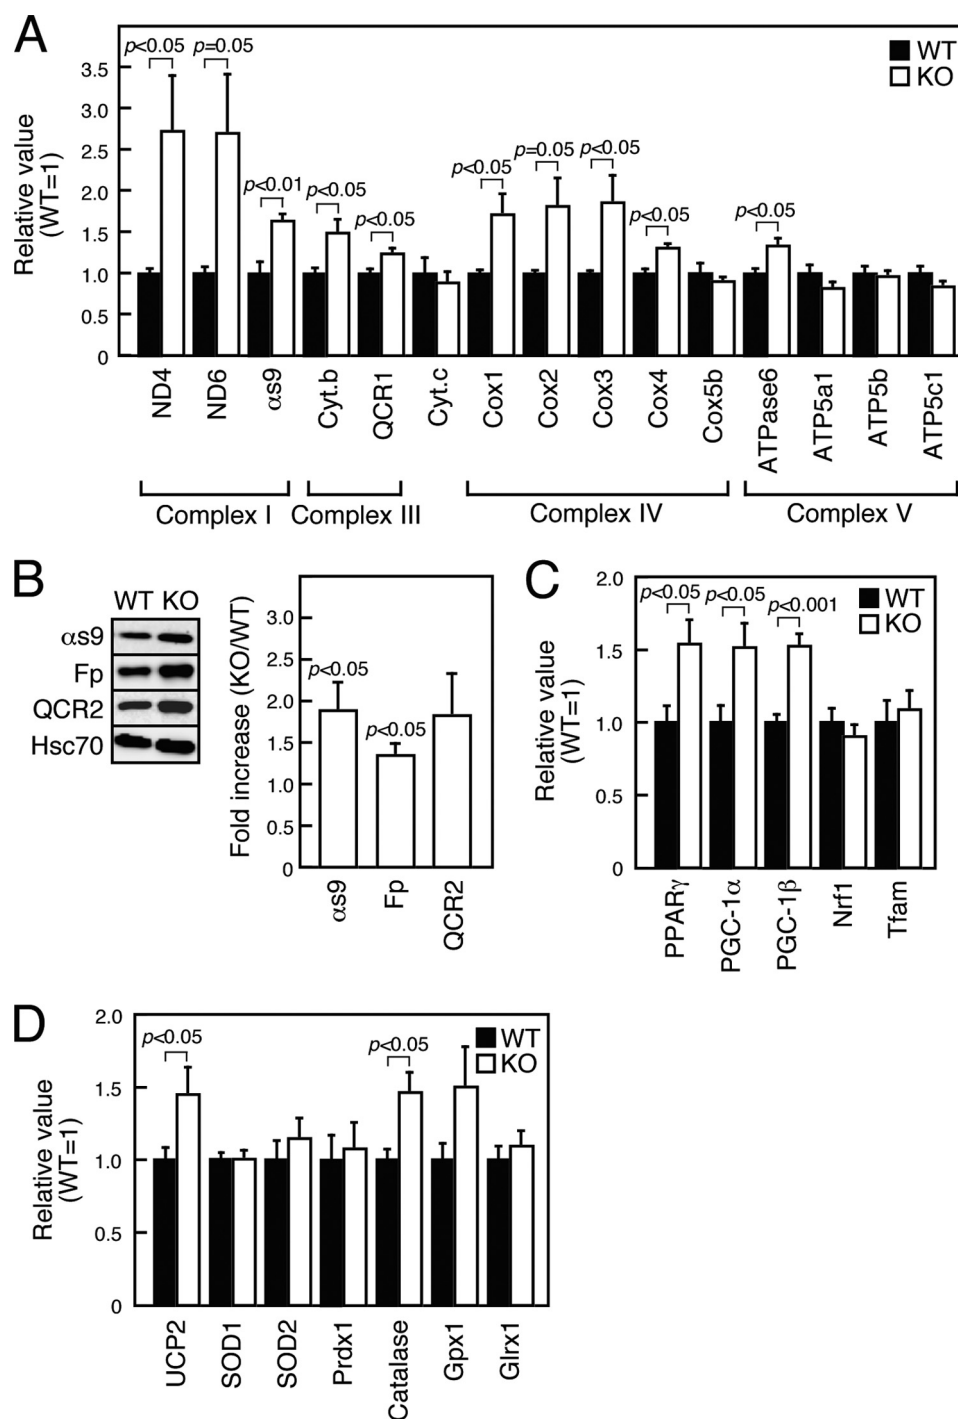 A
p<0.05 p=0.05
WT
KO
3.5
3.0
2.5
2.0
1.5
1.0
0.5
0
Relative value
(WT=1)
p<0.01 p<0.05 p<0.05 p<0.05 p=0.05 p<0.05 p<0.05 p<0.05
ND4 ND6 αs9 Cyt.b QCR1 Cyt.c Cox1 Cox2 Cox3 Cox4 Cox5b ATPase6 ATP5a1 ATP5b ATP5c1
Complex I Complex III Complex IV Complex V
B
WT KO
αs9
Fp
QCR2
Hsc70
Fold increase (KO/WT)
3.0
2.5
2.0
1.5
1.0
0.5
0
p<0.05
p<0.05
αs9 Fp QCR2
C
Relative value
(WT=1)
2.0
1.5
1.0
0.5
0
p<0.05 p<0.05 p<0.001
WT
KO
PPARγ PGC-1α PGC-1β Nrf1 Tfam
D
Relative value
(WT=1)
2.0
1.5
1.0
0.5
0
p<0.05 p<0.05
WT
KO
UCP2 SOD1 SOD2 Prdx1 Catalase Gpx1 Glrx1